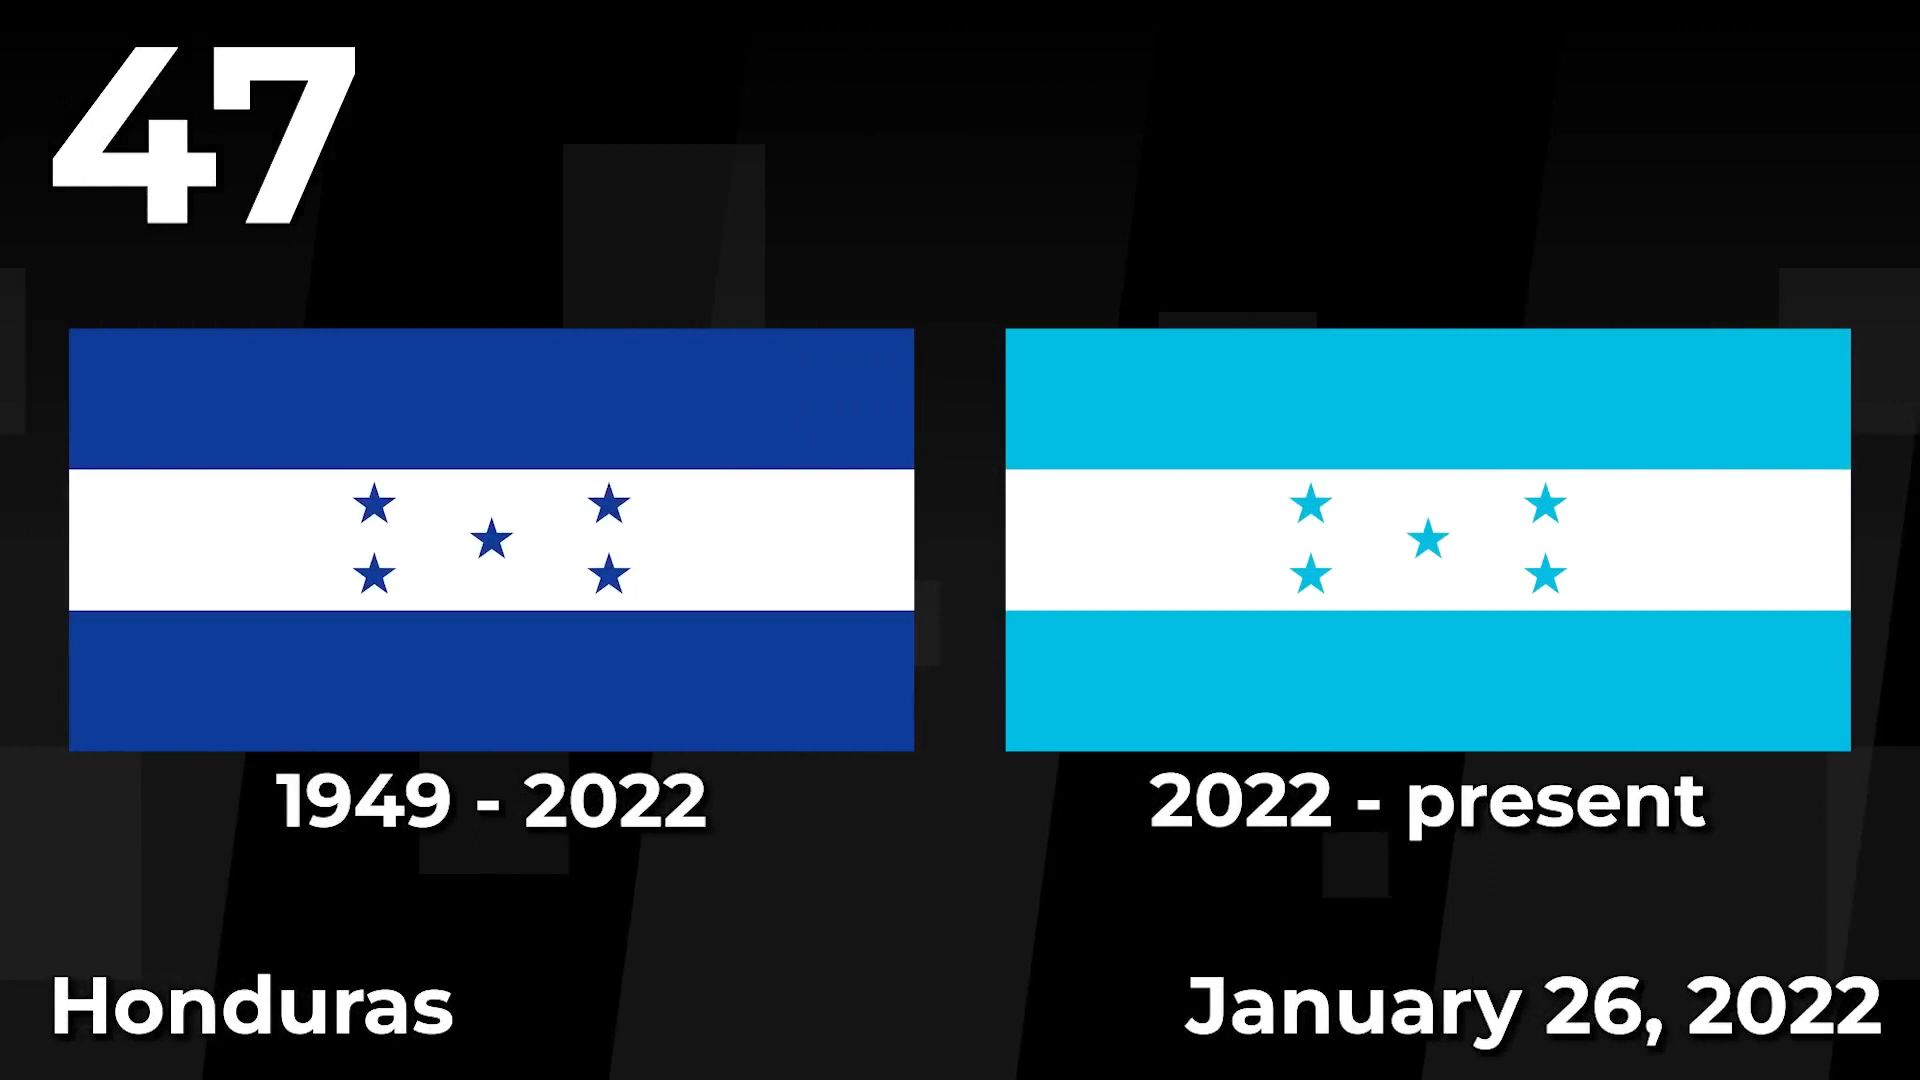 47
1949 - 2022
2022 - present
Honduras
January 26, 2022